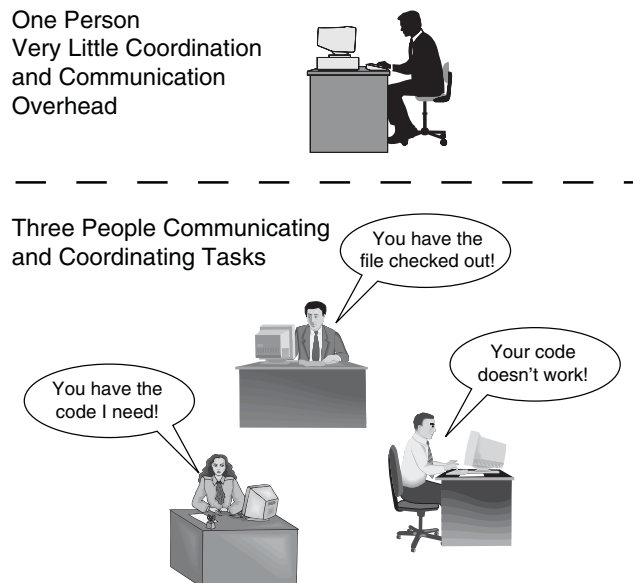 One Person
Very Little Coordination
and Communication
Overhead
Three People Communicating
and Coordinating Tasks
You have the
file checked out!
Your code
doesn’t work!
You have the
code I need!